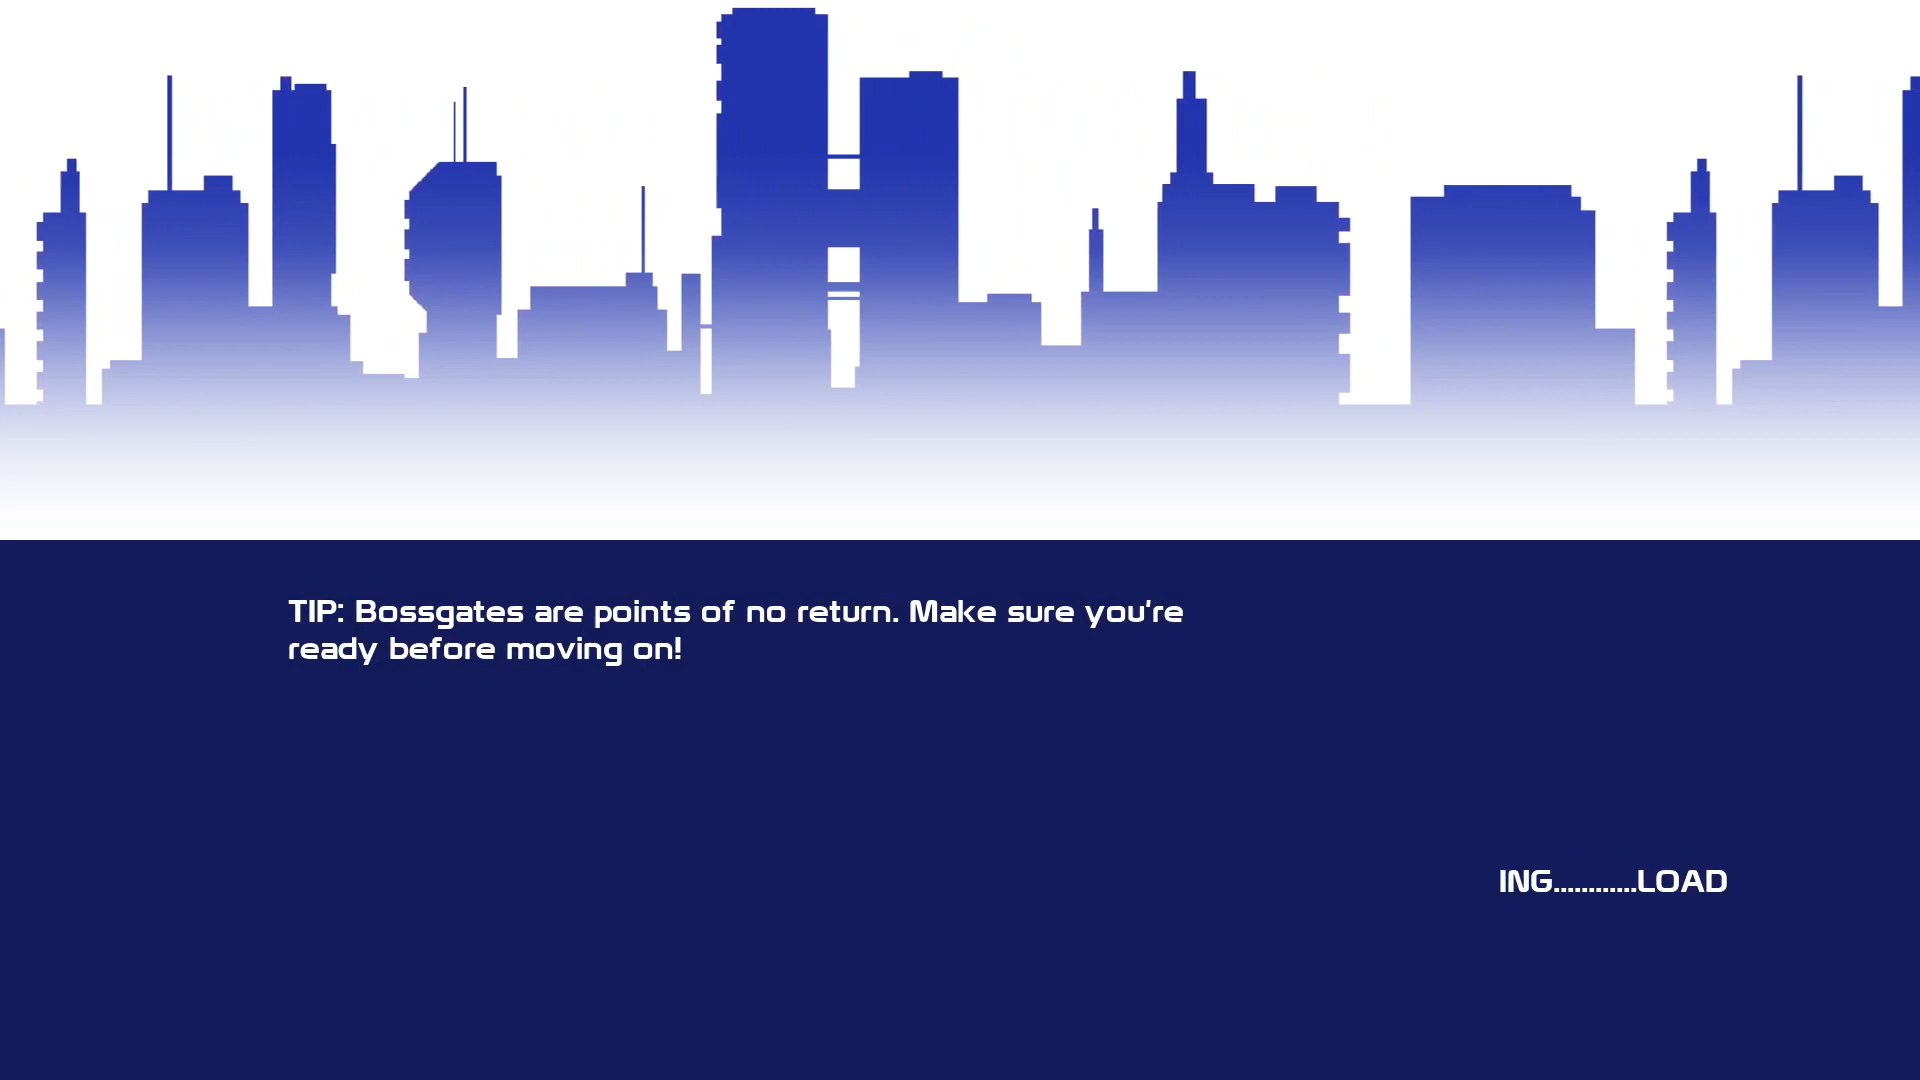 TIP: Bossgates are points of no return. Make sure you're
ready before moving on!
ING............LOAD